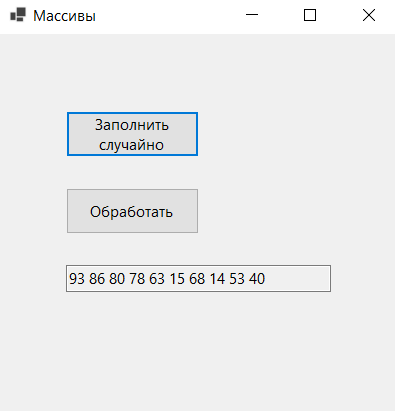 Массивы
Заполнить
случайно
Обработать
93 86 80 78 63 15 68 14 53 40